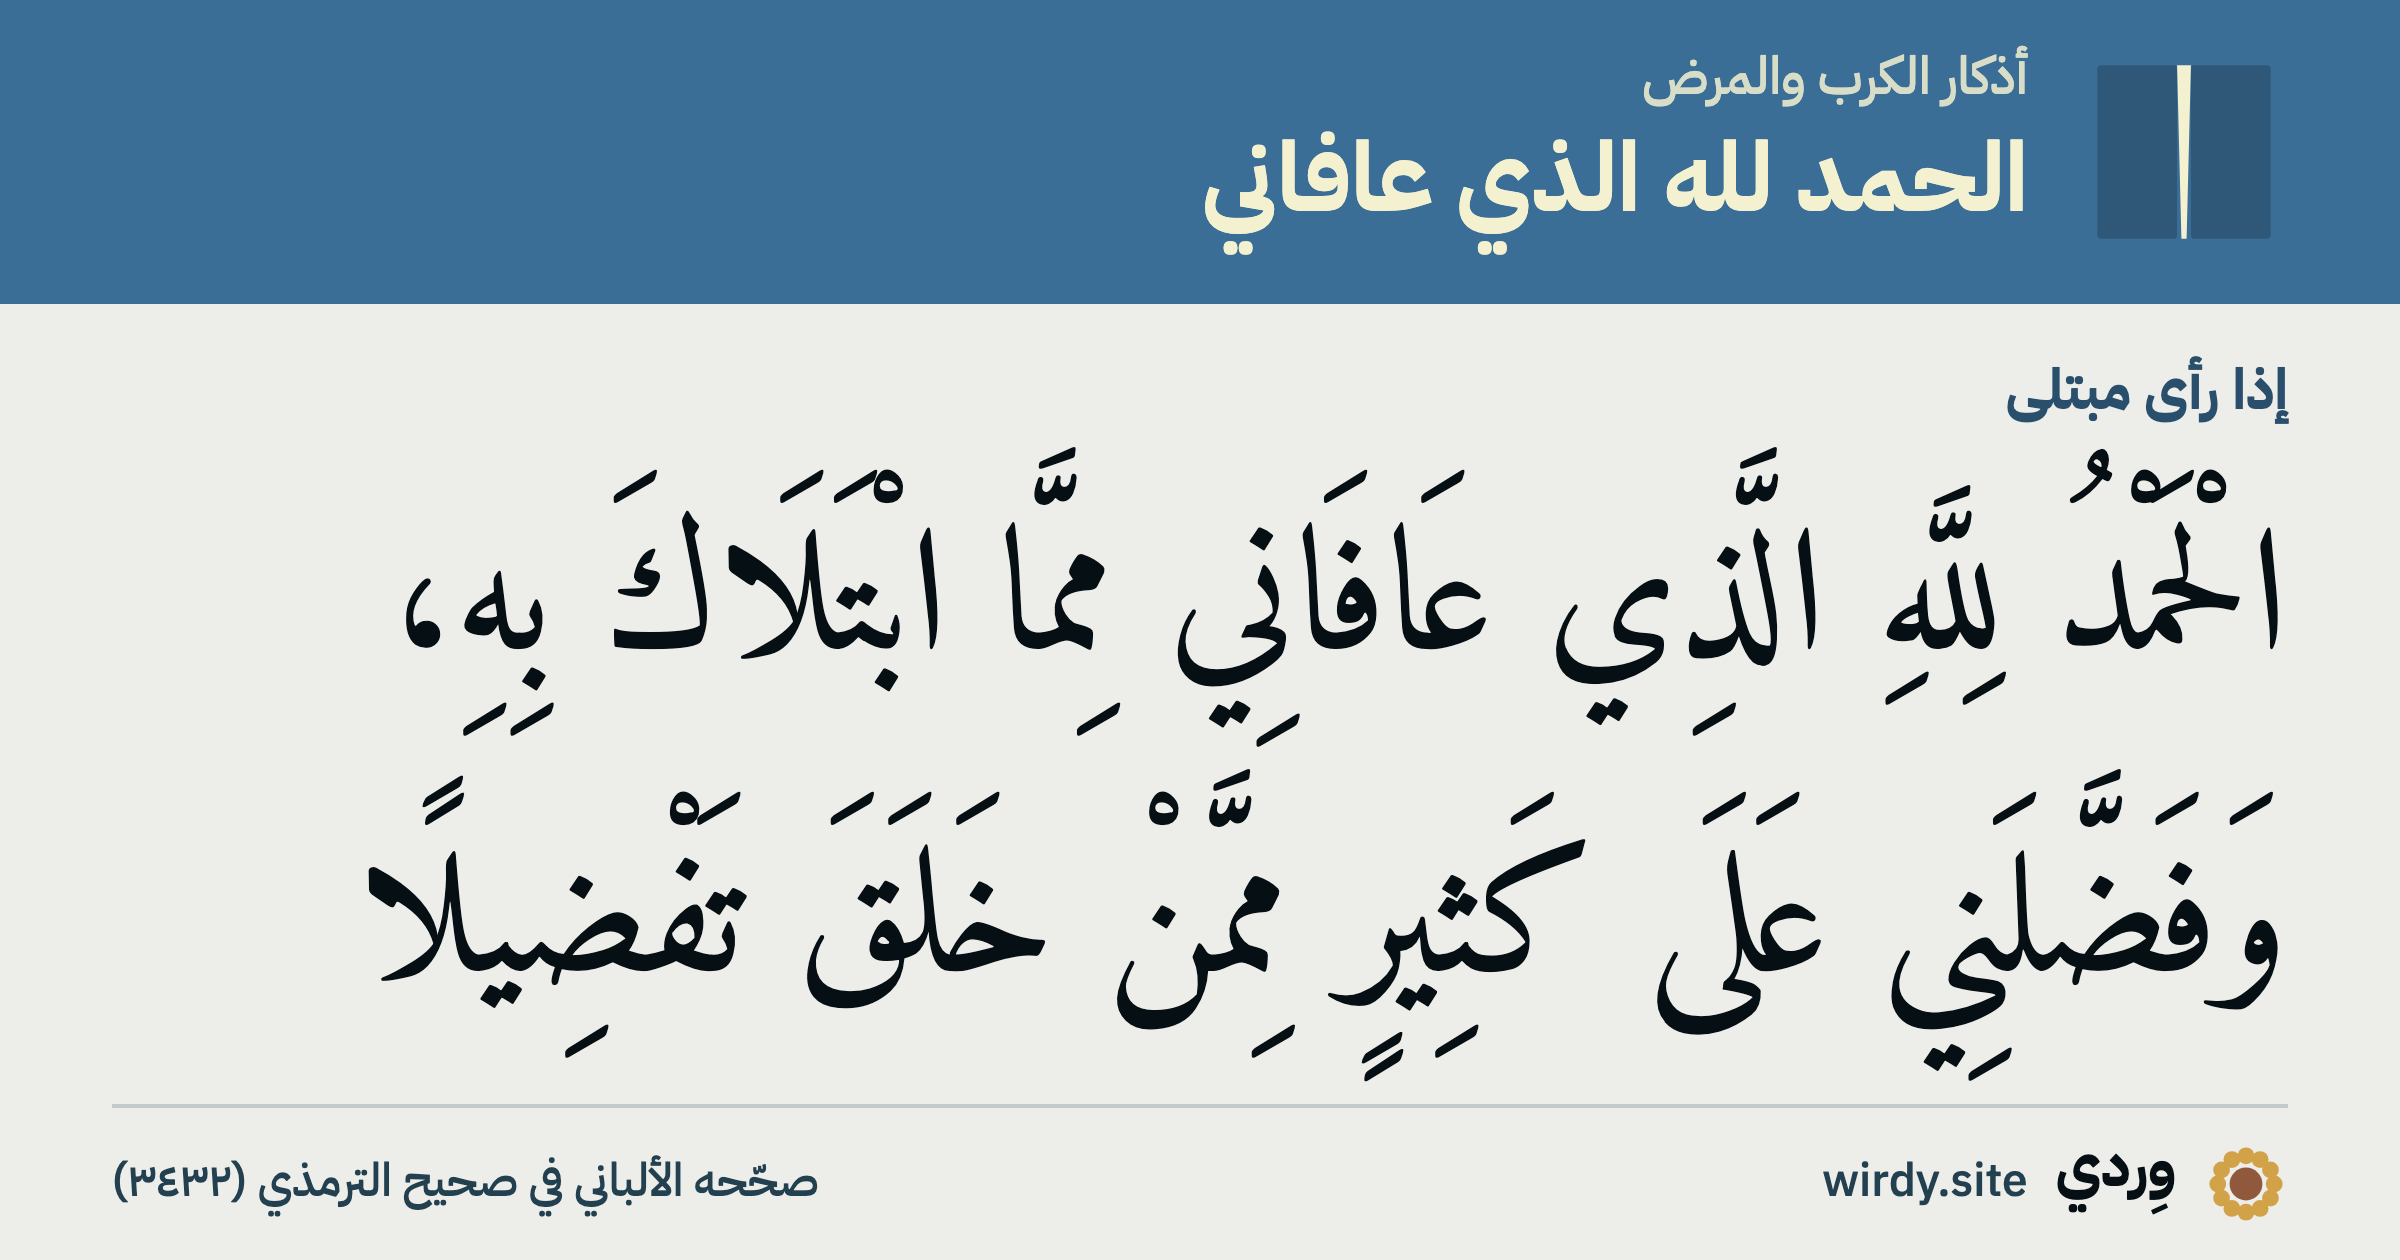 أذكار الكرب والمرض
الحمد لله الذي عافاني
إذا رأى مبتلى
الْحَمْدُ لِلَّهِ الَّذِي عَافَانِي مِمَّا ابْتَلَاكَ بِهِ،
وَفَضَّلَنِي عَلَى كَثِيرٍ مِمَّنْ خَلَقَ تَفْضِيلًا
وِردي wirdy.site
صحّحه الألباني في صحيح الترمذي (٣٤٣٢)